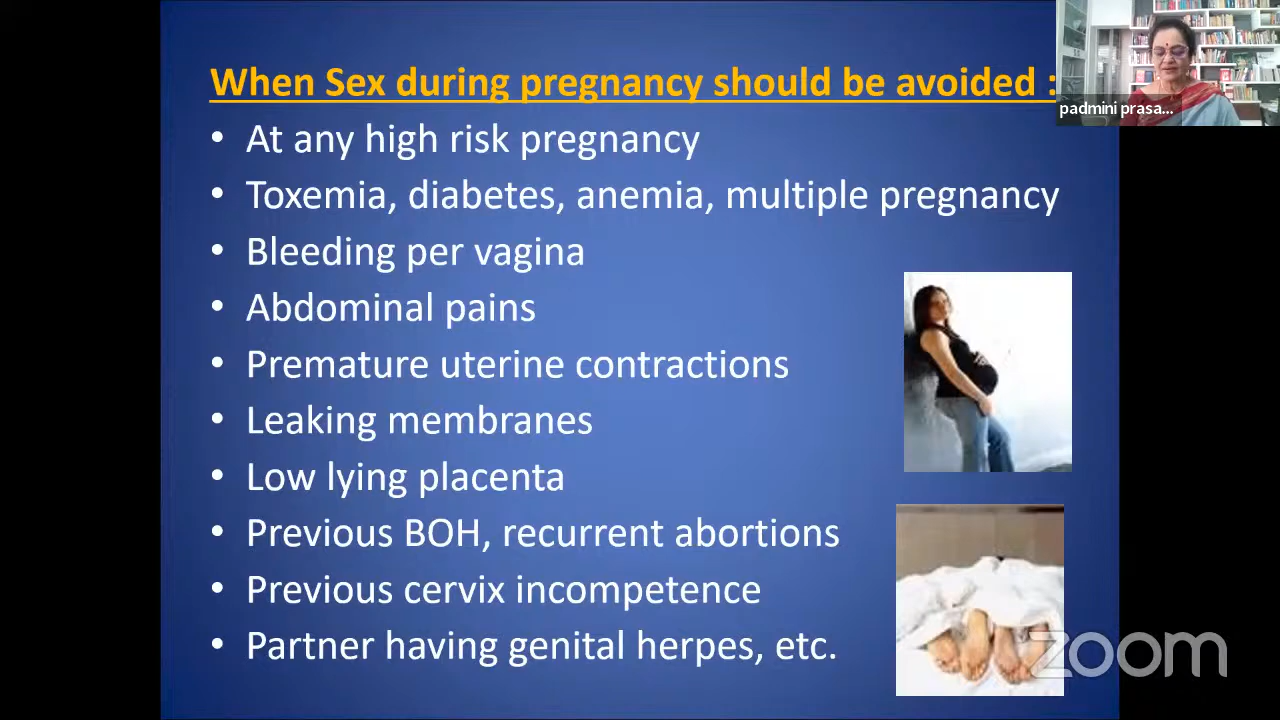 When Sex during pregnancy should be avoided :
padmini prasa...
• At any high risk pregnancy
• Toxemia, diabetes, anemia, multiple pregnancy
• Bleeding per vagina
• Abdominal pains
• Premature uterine contractions
• Leaking membranes
• Low lying placenta
• Previous BOH, recurrent abortions
• Previous cervix incompetence
• Partner having genital herpes, etc.
zoom